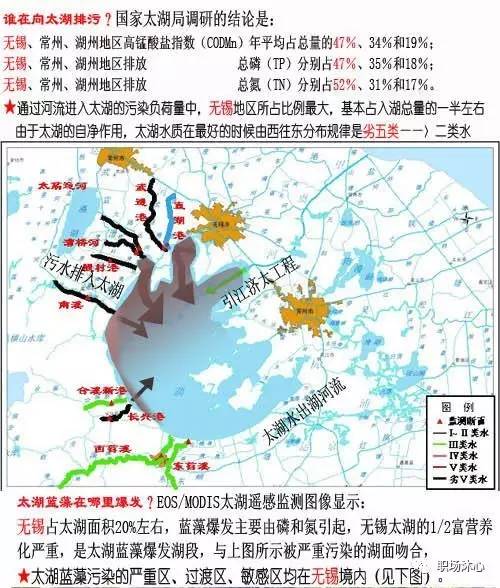 谁在向太湖排污？国家太湖局调研的结论是：
无锡、常州、湖州地区高锰酸盐指数（CODMn）年平均占总量的47%、34%和19%；
无锡、常州、湖州地区排放 总磷（TP）分别占47%、35%和18%；
无锡、常州、湖州地区排放 总氮（TN）分别占52%、31%和17%。
★通过河流进入太湖的污染负荷量中，无锡地区所占比例最大，基本占入湖总量的一半左右
由于太湖的自净作用，太湖水质在最好的时候由西往东分布规律是劣五类——〉二类水
太滆运河
武进港
直湖港
漕桥河
殷村港
南溪
污水排入太湖
引江济太工程
太湖水出湖河流
合溪新港
长兴港
西苕溪
东苕溪
图 例
监测断面
I-II类水
III类水
IV类水
V类水
劣V类水
太湖蓝藻在哪里爆发？EOS/MODIS太湖遥感监测图像显示：
无锡占太湖面积20%左右，蓝藻爆发主要由磷和氮引起，无锡太湖的1/2富营养
化严重，是太湖蓝藻爆发湖段，与上图所示被严重污染的湖面吻合，
★太湖蓝藻污染的严重区、过渡区、敏感区均在无锡境内（见下图）。
职场沐心